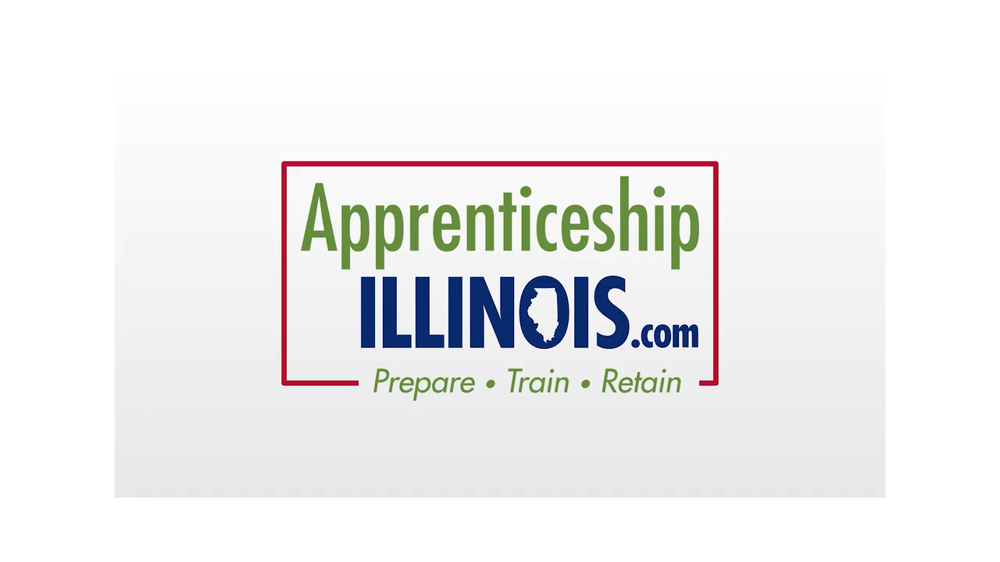 Apprenticeship
ILLINOIS.com
Prepare • Train • Retain